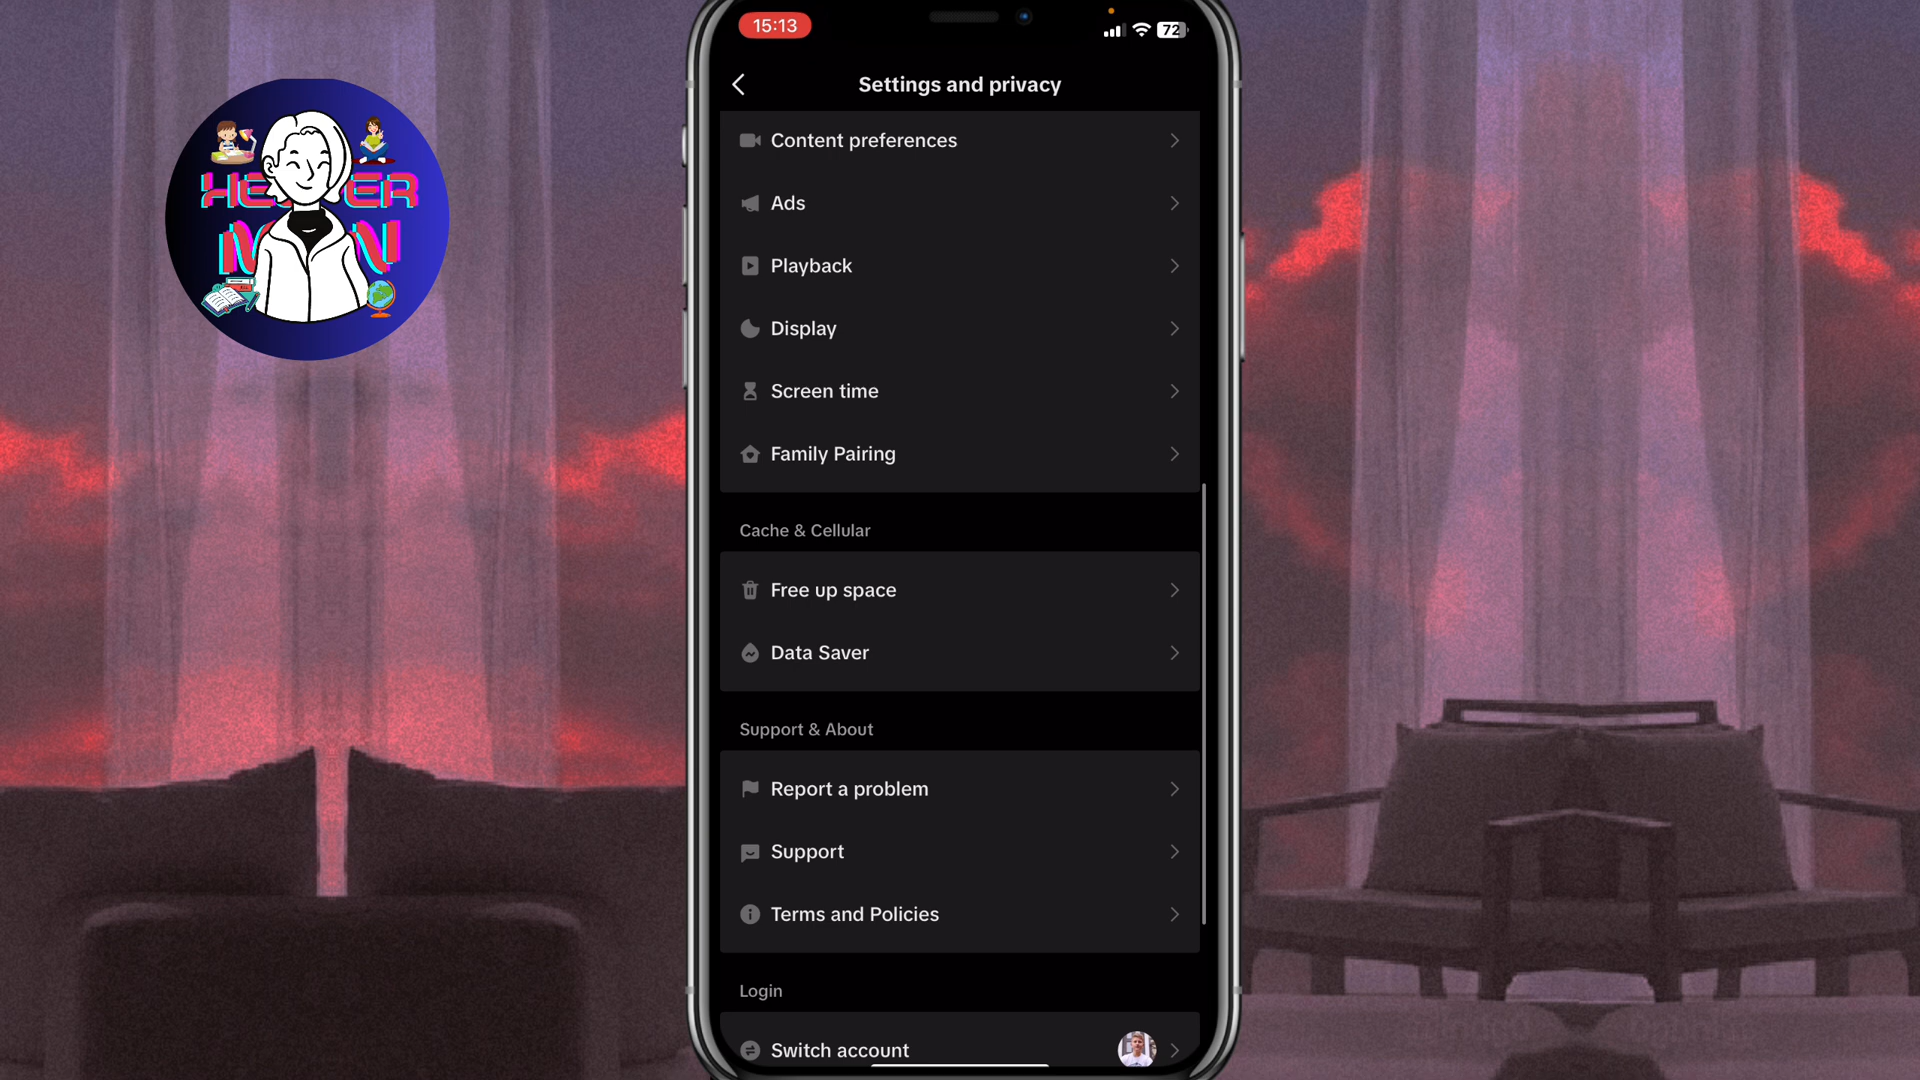 15:13
72
Settings and privacy
Content preferences
Ads
Playback
Display
Screen time
Family Pairing
Cache & Cellular
Free up space
Data Saver
Support & About
Report a problem
Support
Terms and Policies
Login
Switch account